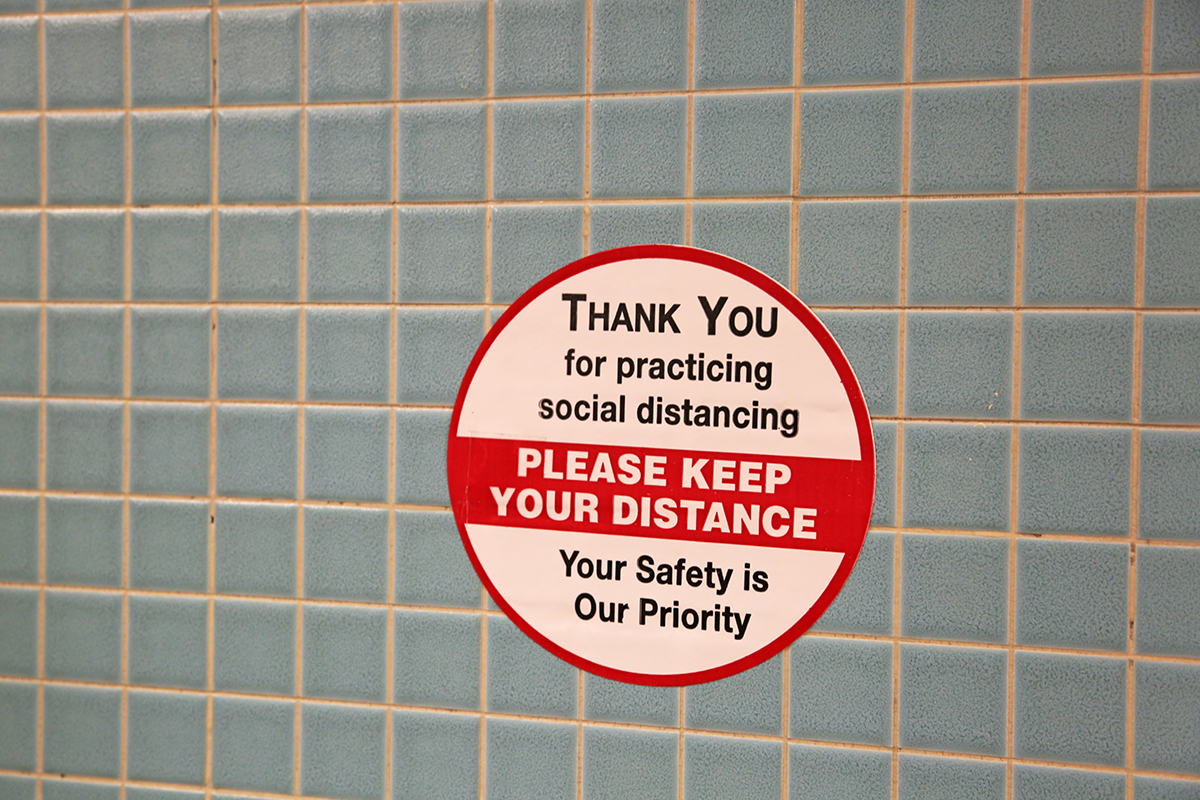 THANK YOU
for practicing
social distancing
PLEASE KEEP
YOUR DISTANCE
Your Safety is
Our Priority